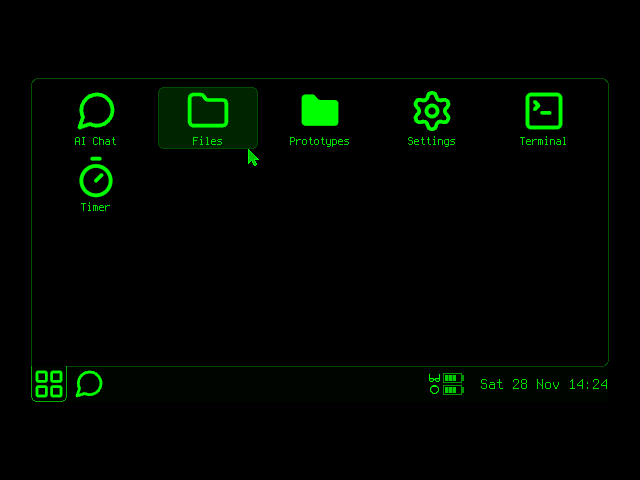 AI Chat
Files
Prototypes
Settings
Terminal
Timer
Sat 28 Nov 14:24